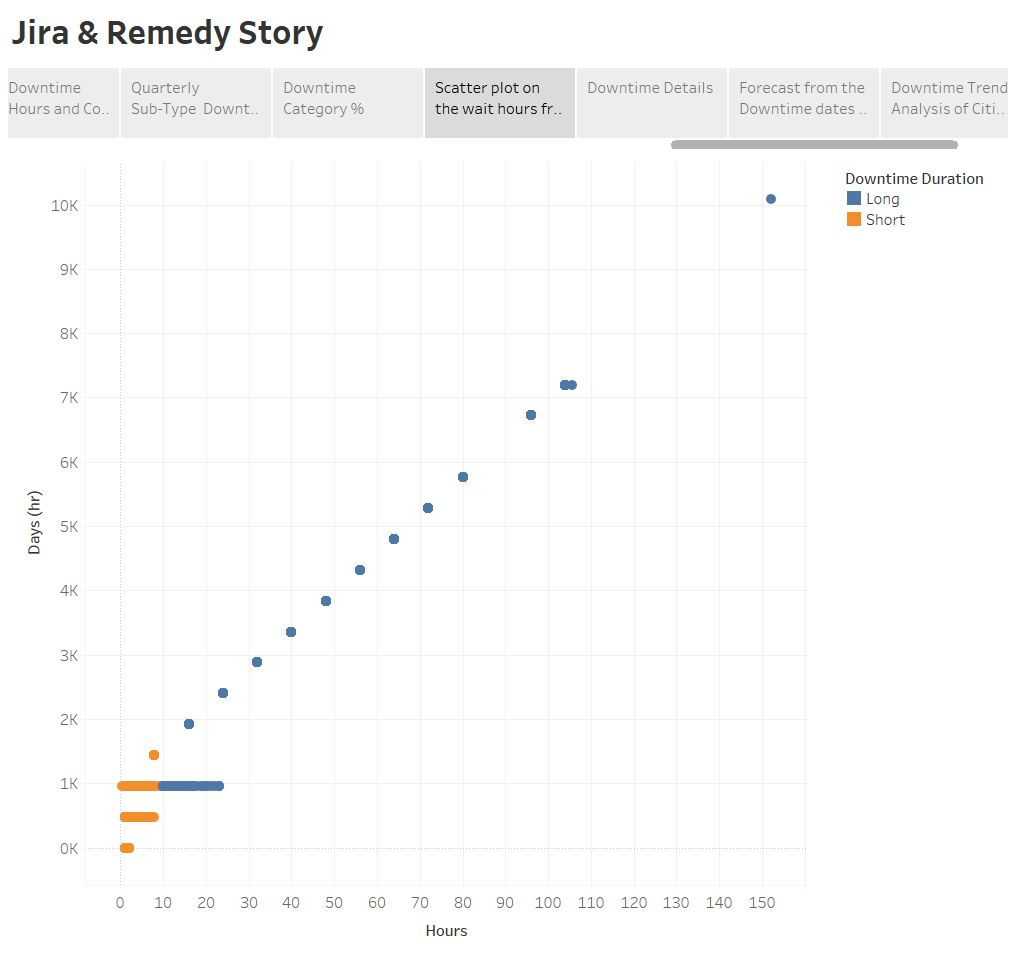 Jira & Remedy Story
Downtime
Hours and Co..
Quarterly
Sub-Type Downt..
Downtime
Category %
Scatter plot on
the wait hours fr..
Downtime Details
Forecast from the
Downtime dates ..
Downtime Trend
Analysis of Citi..
Downtime Duration
Long
Short
10K
9K
8K
7K
6K
5K
4K
3K
2K
1K
0K
Days (hr)
0 10 20 30 40 50 60 70 80 90 100 110 120 130 140 150
Hours